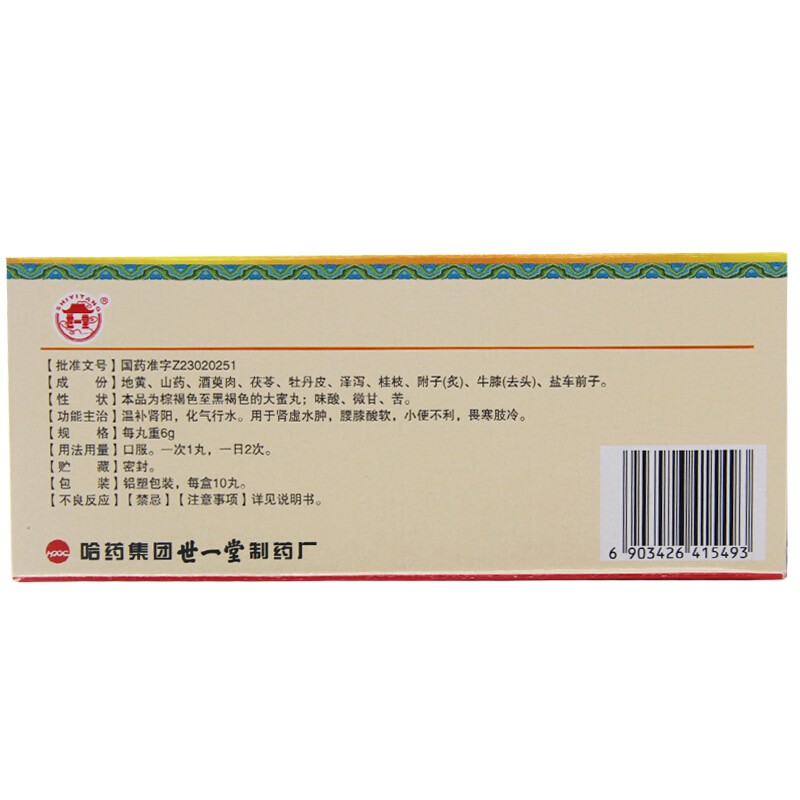 SHIYITANG ®
【批准文号】国药准字Z23020251
【成　份】地黄、山药、酒萸肉、茯苓、牡丹皮、泽泻、桂枝、附子(炙)、牛膝(去头)、盐车前子。
【性　状】本品为棕褐色至黑褐色的大蜜丸；味酸、微甘、苦。
【功能主治】温补肾阳，化气行水。用于肾虚水肿，腰膝酸软，小便不利，畏寒肢冷。
【规　格】每丸重6g
【用法用量】口服。一次1丸，一日2次。
【贮　藏】密封。
【包　装】铝塑包装，每盒10丸。
【不良反应】【禁忌】【注意事项】详见说明书。
HPGC 哈药集团世一堂制药厂
6 903426 415493